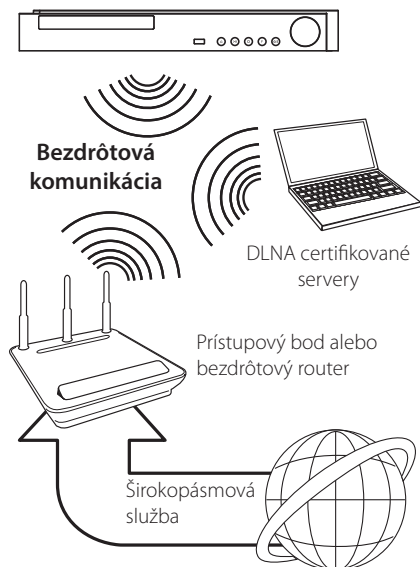 Bezdrôtová
komunikácia
DLNA certifikované
servery
Prístupový bod alebo
bezdrôtový router
Širokopásmová
služba